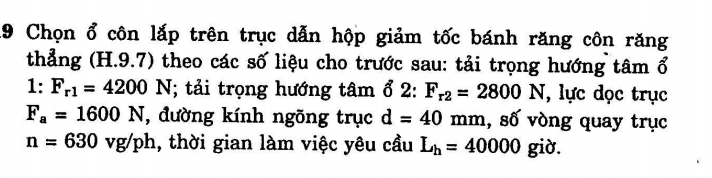 .9 Chọn ổ côn lắp trên trục dẫn hộp giảm tốc bánh răng côn răng
thẳng (H.9.7) theo các số liệu cho trước sau: tải trọng hướng tâm ổ
1: Fr1 = 4200 N; tải trọng hướng tâm ổ 2: Fr2 = 2800 N, lực dọc trục
Fa = 1600 N, đường kính ngõng trục d = 40 mm, số vòng quay trục
n = 630 vg/ph, thời gian làm việc yêu cầu Lh = 40000 giờ.